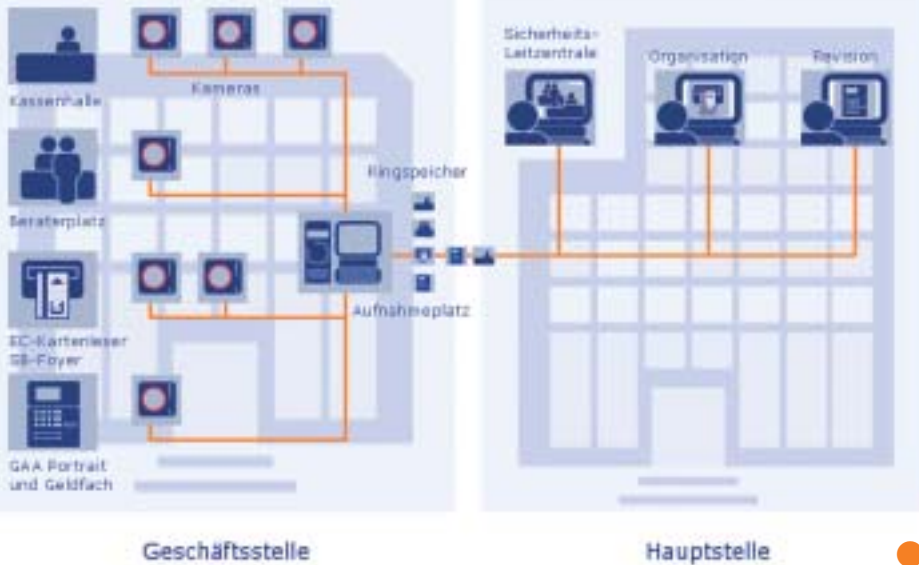 Kassenhalle
Kameras
Beraterplatz
EC-Kartenleser
SB-Foyer
GAA Portrait
und Geldfach
Ringspeicher
Aufnahmeplatz
Geschäftsstelle
Sicherheits-
Leitzentrale
Organisation
Revision
Hauptstelle